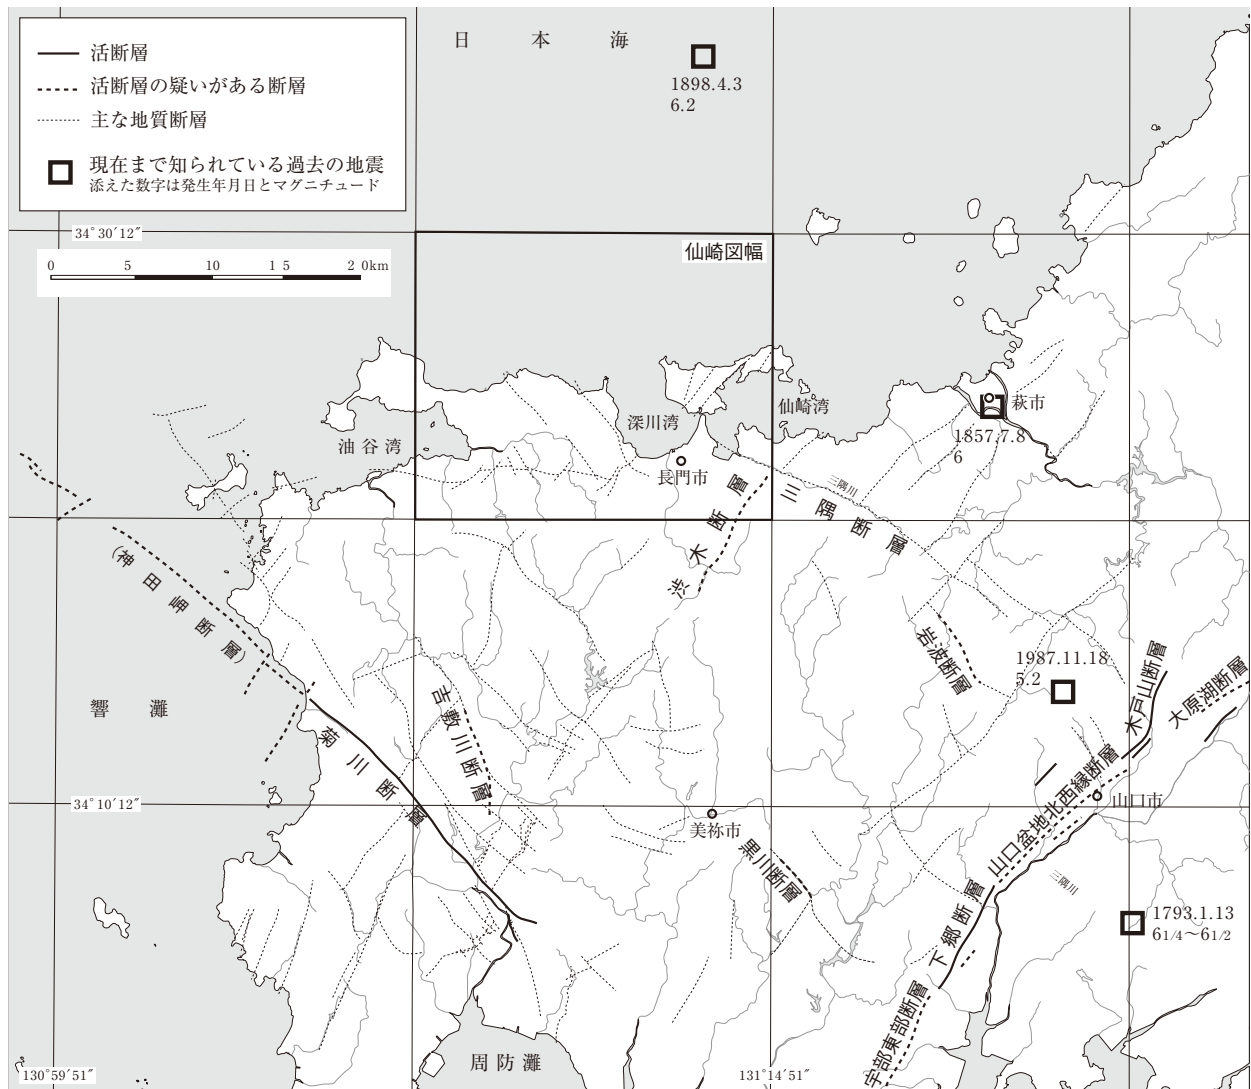 活断層
活断層の疑いがある断層
主な地質断層
現在まで知られている過去の地震
添えた数字は発生年月日とマグニチュード
日本海
1898.4.3
6.2
34°30′12″
0 5 10 15 20km
仙崎図幅
油谷湾
深川湾
仙崎湾
萩市
1857.7.8
6
長門市
三隅川
渋木断層
三隅断層
(神田岬断層)
岩波断層
1987.11.18
5.2
木戸山断層
大原湖断層
響灘
菊川断層
吉敷川断層
34°10′12″
美祢市
山口盆地北西縁断層
山口市
黒川断層
三隅川
下郷断層
1793.1.13
61/4〜61/2
宇部東部断層
周防灘
130°59′51″
131°14′51″